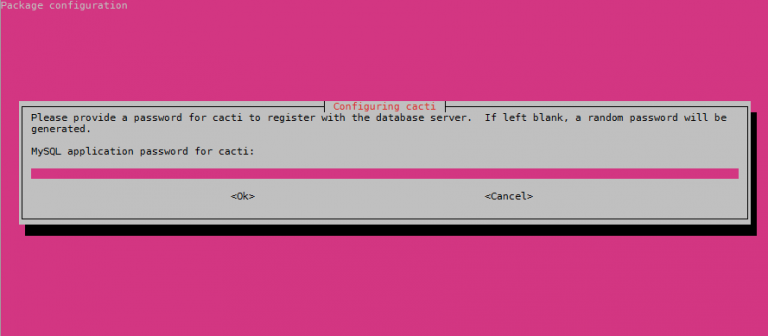 Package configuration
Configuring cacti
Please provide a password for cacti to register with the database server.  If left blank, a random password will be
generated.
MySQL application password for cacti:
<Ok> <Cancel>